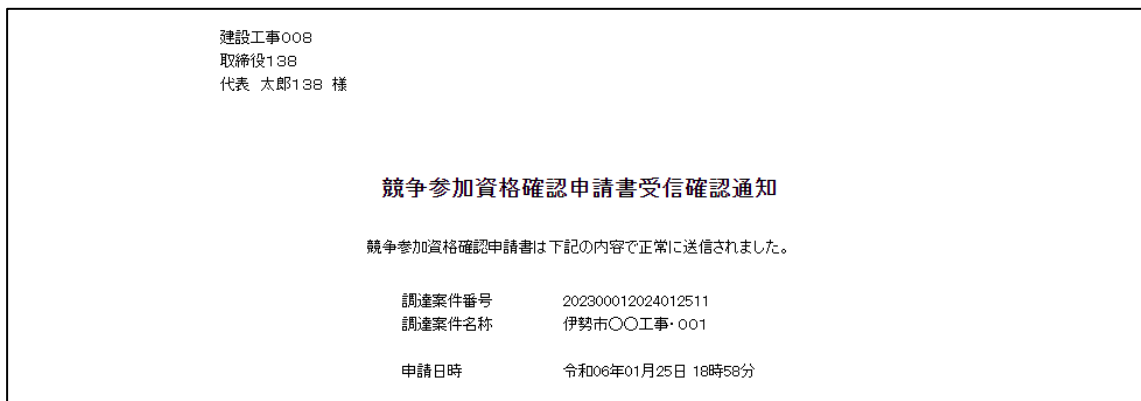 建設工事008
取締役138
代表 太郎138 様
競争参加資格確認申請書受信確認通知
競争参加資格確認申請書は下記の内容で正常に送信されました。
調達案件番号 202300012024012511
調達案件名称 伊勢市〇〇工事・001
申請日時 令和06年01月25日 18時58分